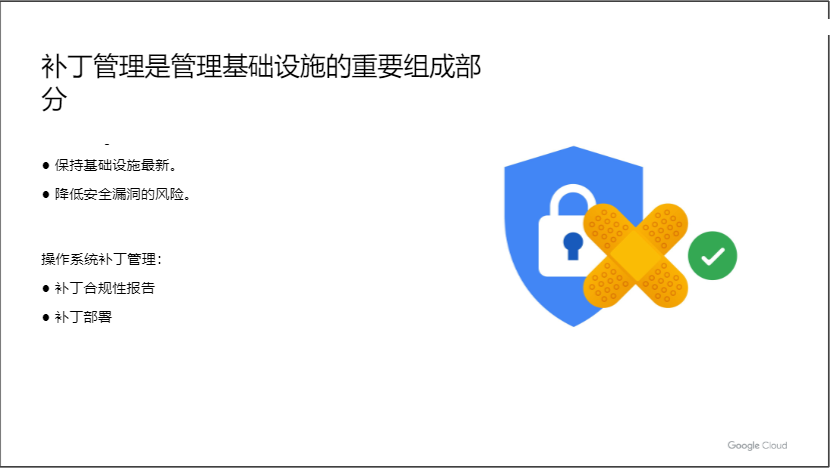 补丁管理是管理基础设施的重要组成部
分
-
● 保持基础设施最新。
● 降低安全漏洞的风险。
操作系统补丁管理:
● 补丁合规性报告
● 补丁部署
Google Cloud